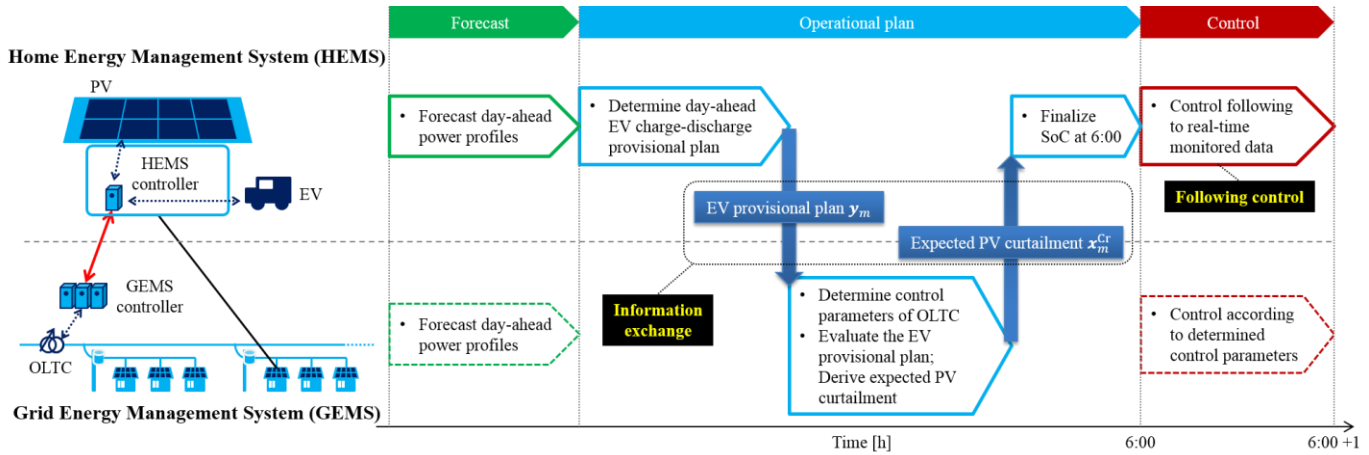 Forecast
Operational plan
Control
Home Energy Management System (HEMS)
PV
HEMS
controller
EV
GEMS
controller
OLTC
Grid Energy Management System (GEMS)
• Forecast day-ahead
power profiles
• Determine day-ahead
EV charge-discharge
provisional plan
• Finalize
SoC at 6:00
• Control following
to real-time
monitored data
Following control
EV provisional plan 𝒚ₘ
Expected PV curtailment 𝒙ₘᶜʳ
Information
exchange
• Forecast day-ahead
power profiles
• Determine control
parameters of OLTC
• Evaluate the EV
provisional plan;
Derive expected PV
curtailment
• Control according
to determined
control parameters
Time [h]
6:00
6:00 +1